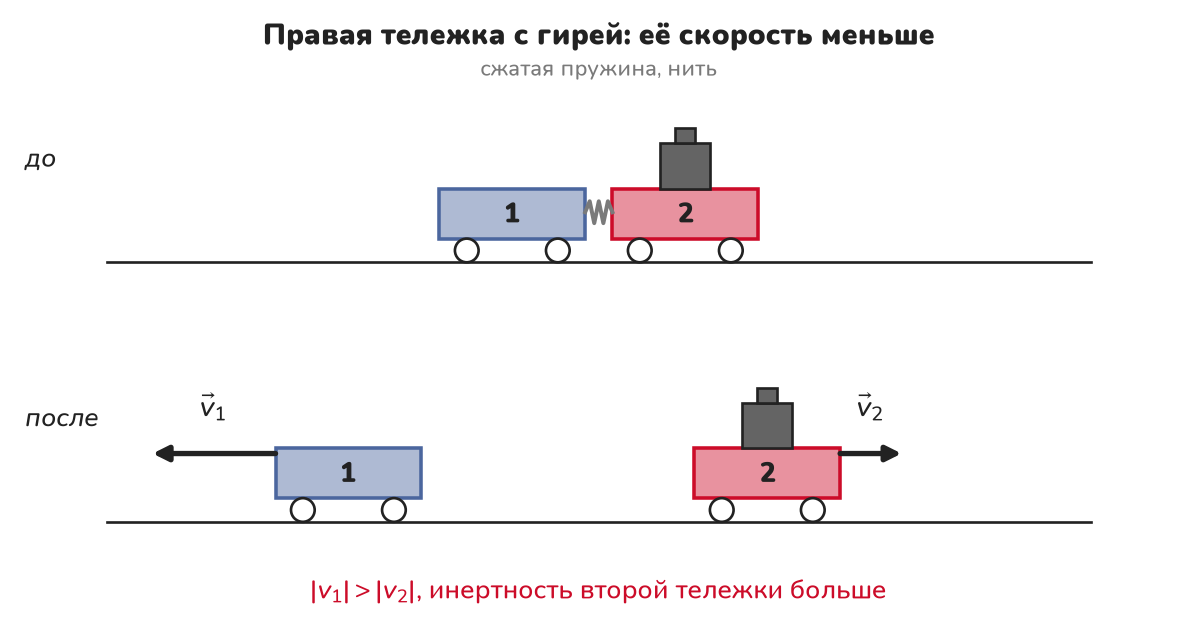 Правая тележка с гирей: её скорость меньше
сжатая пружина, нить
до
1
2
после
v⃗₁
v⃗₂
1
2
|v₁| > |v₂|, инертность второй тележки больше